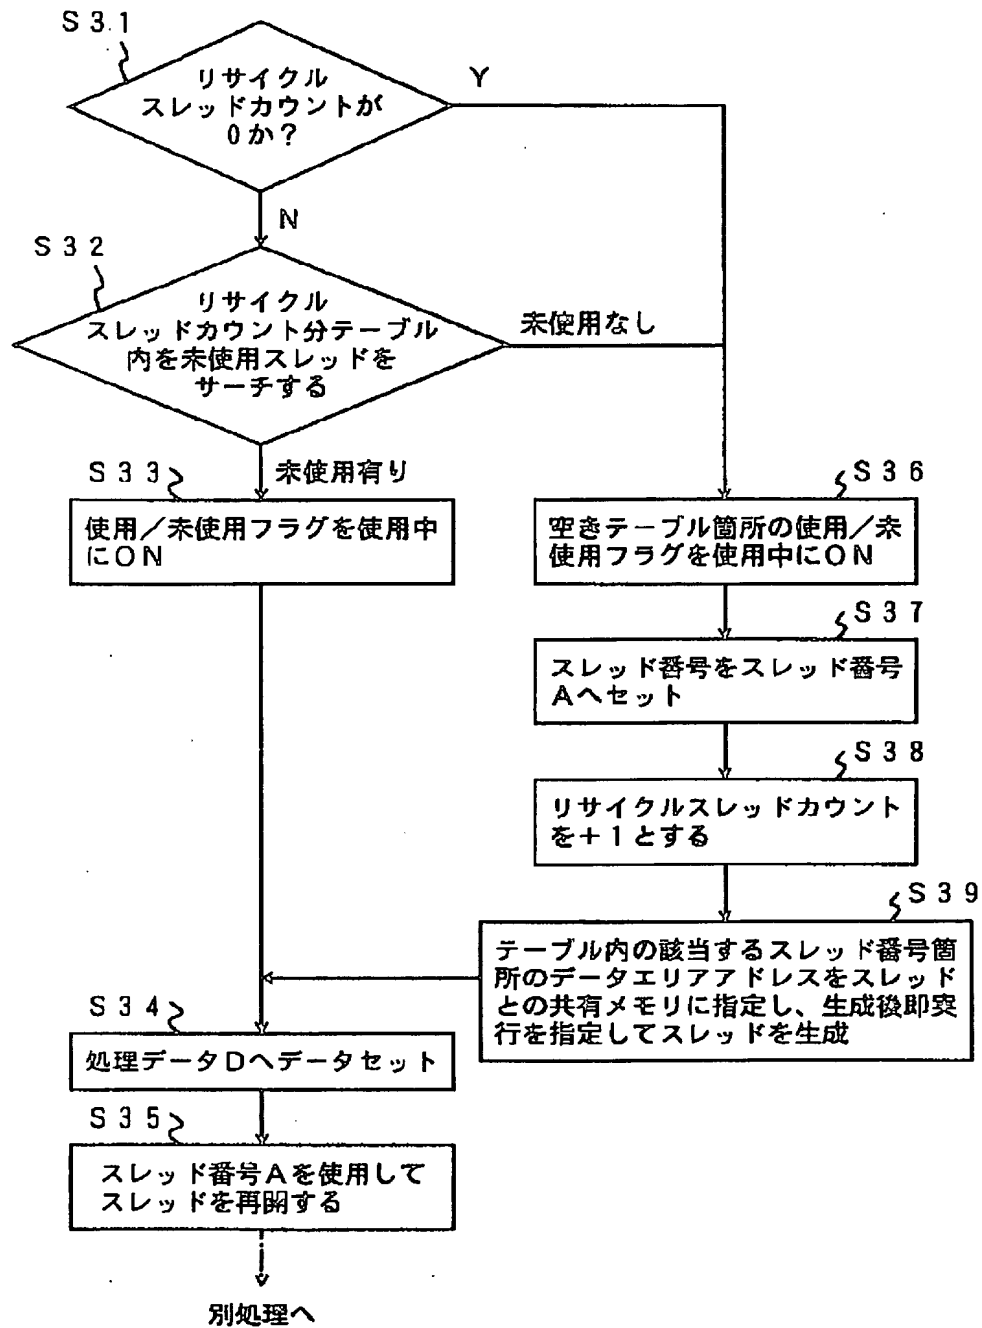 S31
リサイクル
スレッドカウントが
0か？
Y
N
S32
リサイクル
スレッドカウント分テーブル
内を未使用スレッドを
サーチする
未使用なし
未使用有り
S33
使用／未使用フラグを使用中
にON
S36
空きテーブル箇所の使用／未
使用フラグを使用中にON
S37
スレッド番号をスレッド番号
Aへセット
S38
リサイクルスレッドカウント
を＋1とする
S39
テーブル内の該当するスレッド番号箇
所のデータエリアアドレスをスレッド
との共有メモリに指定し、生成後即実
行を指定してスレッドを生成
S34
処理データDへデータセット
S35
スレッド番号Aを使用して
スレッドを再開する
別処理へ